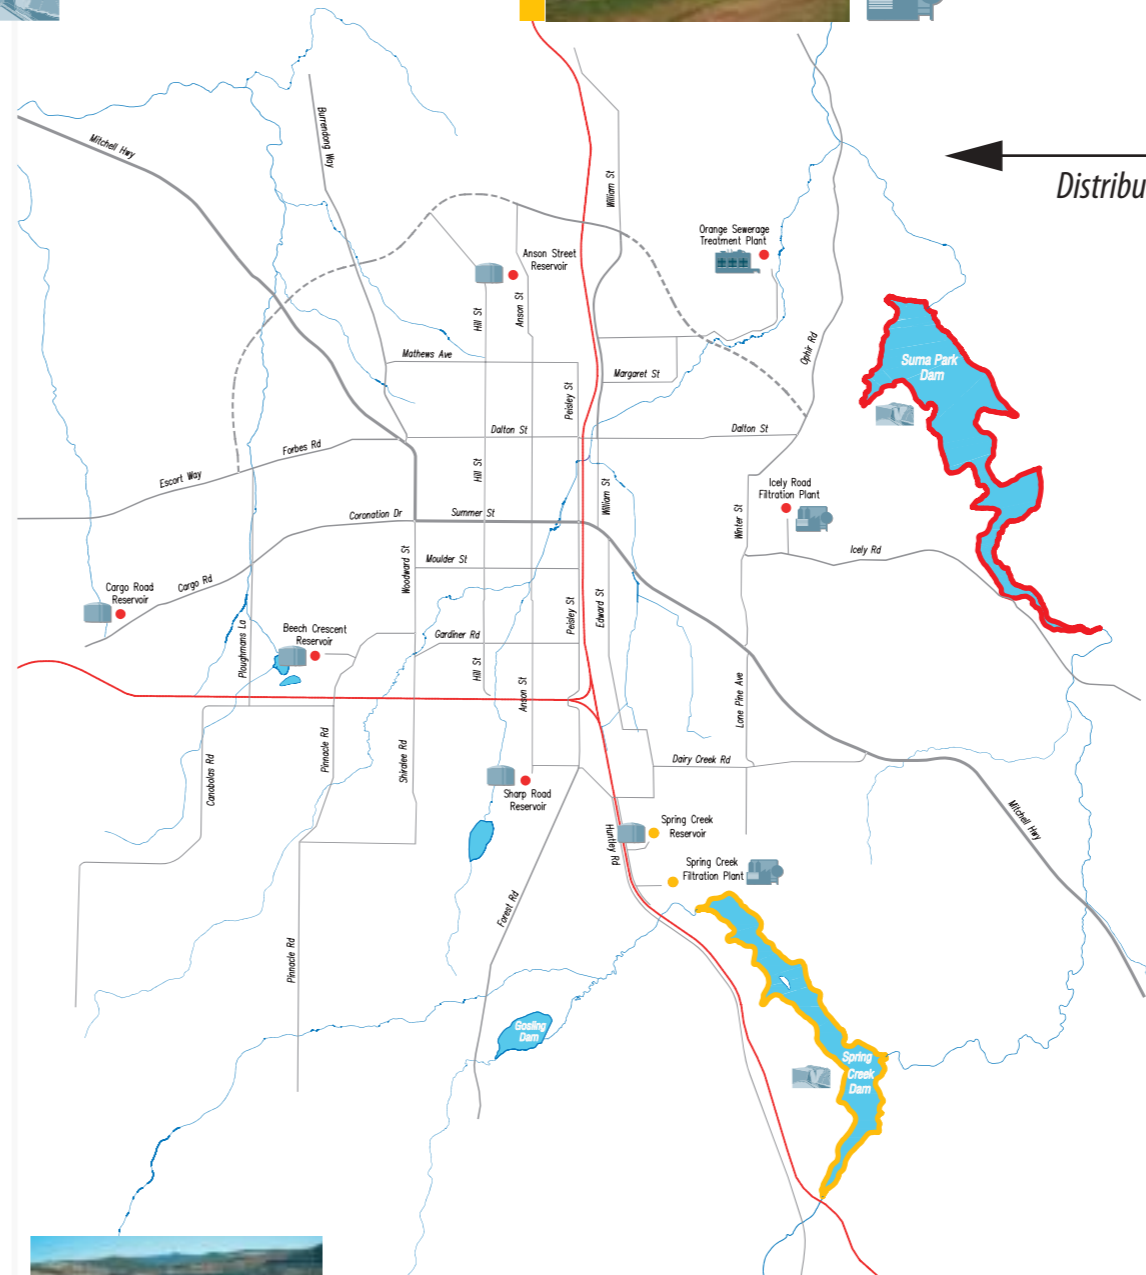 Mitchell Hwy
Burrendong Way
William St
Distribu
Orange Sewerage
Treatment Plant
Anson Street
Reservoir
Hill St
Anson St
Ophir Rd
Mathews Ave
Margaret St
Peisley St
Suma Park
Dam
Dalton St
Dalton St
Forbes Rd
Escort Way
Hill St
William St
Winter St
Icely Road
Filtration Plant
Coronation Dr
Summer St
Icely Rd
Moulder St
Woodward St
Cargo Road
Reservoir
Cargo Rd
Beech Crescent
Reservoir
Ploughmans La
Gardiner Rd
Peisley St
Edward St
Hill St
Anson St
Lone Pine Ave
Canobolas Rd
Pinnacle Rd
Shiralee Rd
Dairy Creek Rd
Sharp Road
Reservoir
Spring Creek
Reservoir
Huntley Rd
Mitchell Hwy
Spring Creek
Filtration Plant
Forest Rd
Pinnacle Rd
Gosling
Dam
Spring
Creek
Dam